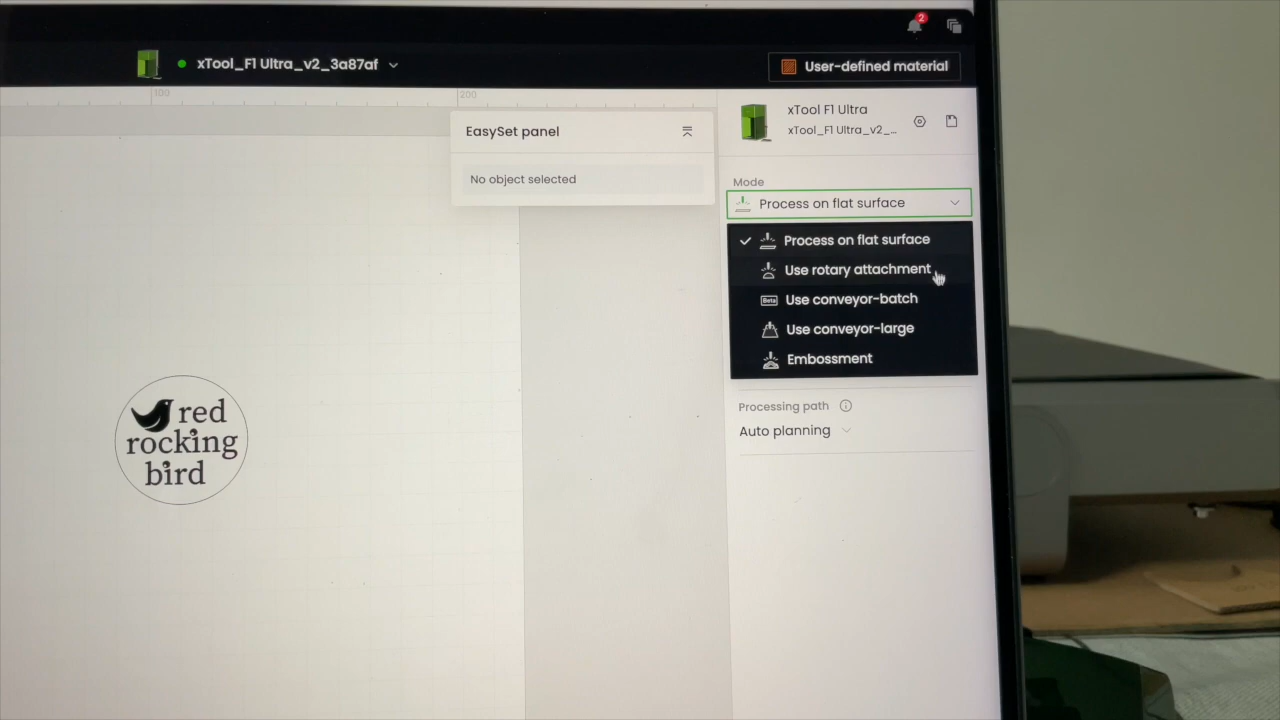 2
xTool_F1 Ultra_v2_3a87af
User-defined material
100
200
EasySet panel
No object selected
xTool F1 Ultra
xTool_F1 Ultra_v2_...
Mode
Process on flat surface
Process on flat surface
Use rotary attachment
Beta
Use conveyor-batch
Use conveyor-large
Embossment
Processing path
Auto planning
red
rocking
bird